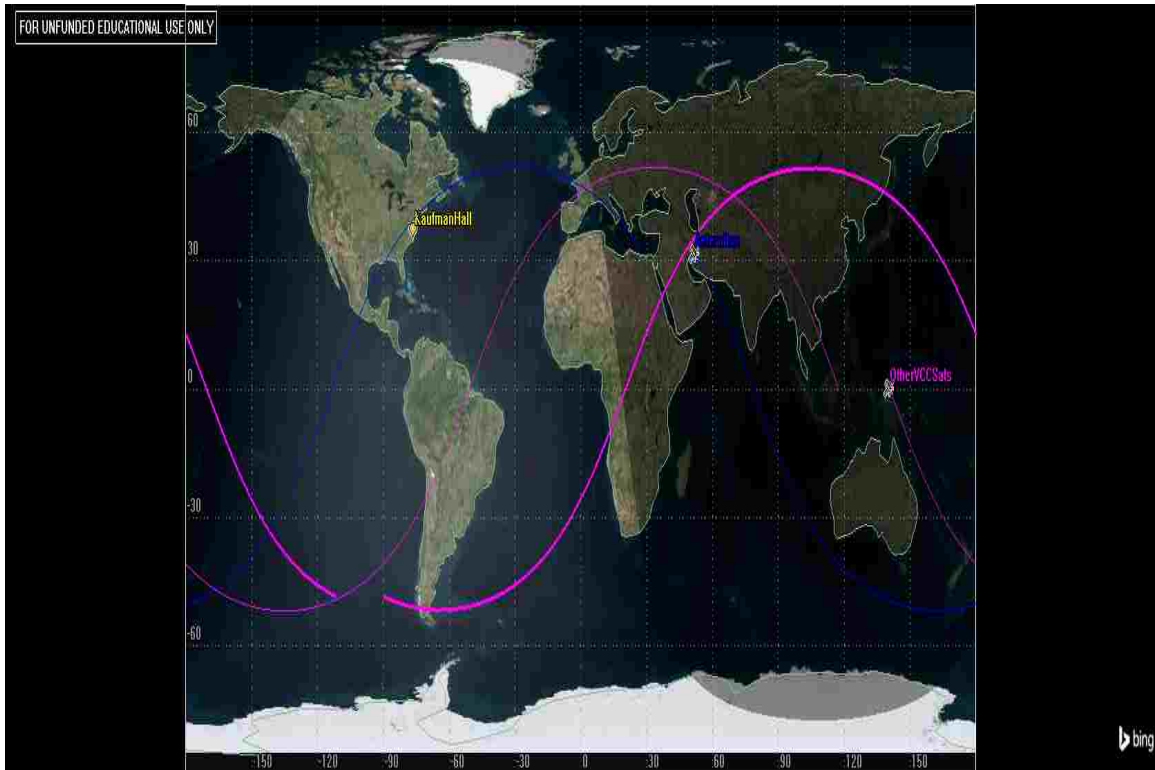 FOR UNFUNDED EDUCATIONAL USE ONLY
60
KaufmanHall
30
0
OtherVCCSats
-30
-60
-150 -120 -90 -60 -30 0 30 60 90 120 150
bing